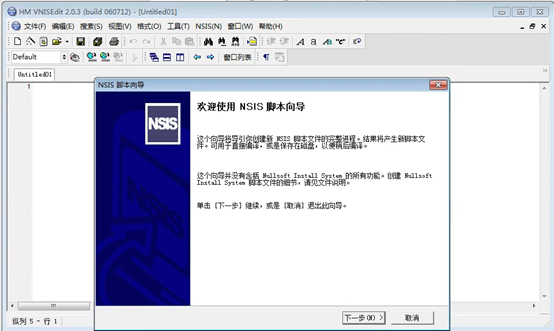 HM VNISEdit 2.0.3 (build 060712) - [Untitled01]
文件(F) 编辑(E) 搜索(S) 视图(V) 格式(O) 工具(T) NSIS(N) 窗口(W) 帮助(H)
Default 窗口列表
Untitled01
1
NSIS 脚本向导
NSIS
欢迎使用 NSIS 脚本向导
这个向导将导引你创建新 NSIS 脚本文件的完整进程。结果将产生新脚本文
件。可用于直接编译，或是保存在磁盘，以便稍后编译。
这个向导并没有含括 Nullsoft Install System 的所有功能。创建 Nullsoft
Install System 脚本文件的细节，请见文件说明。
单击 [下一步] 继续，或是 [取消] 退出此向导。
下一步(N) > 取消
纵列 5 - 行 1